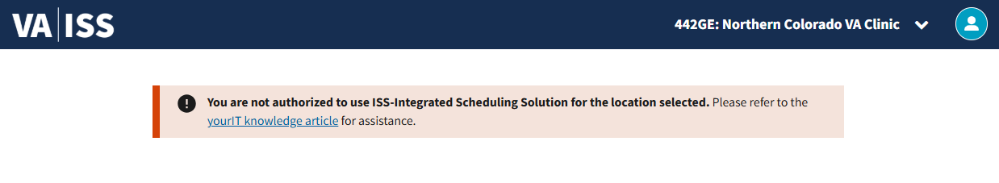 VA|ISS
442GE: Northern Colorado VA Clinic
You are not authorized to use ISS-Integrated Scheduling Solution for the location selected. Please refer to the
yourIT knowledge article for assistance.